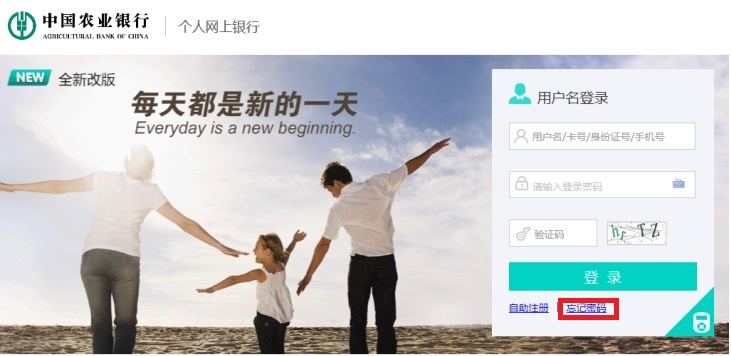 中国农业银行
AGRICULTURAL BANK OF CHINA
个人网上银行
NEW 全新改版
每天都是新的一天
Everyday is a new beginning.
用户名登录
用户名/卡号/身份证号/手机号
请输入登录密码
验证码
登 录
自助注册 | 忘记密码